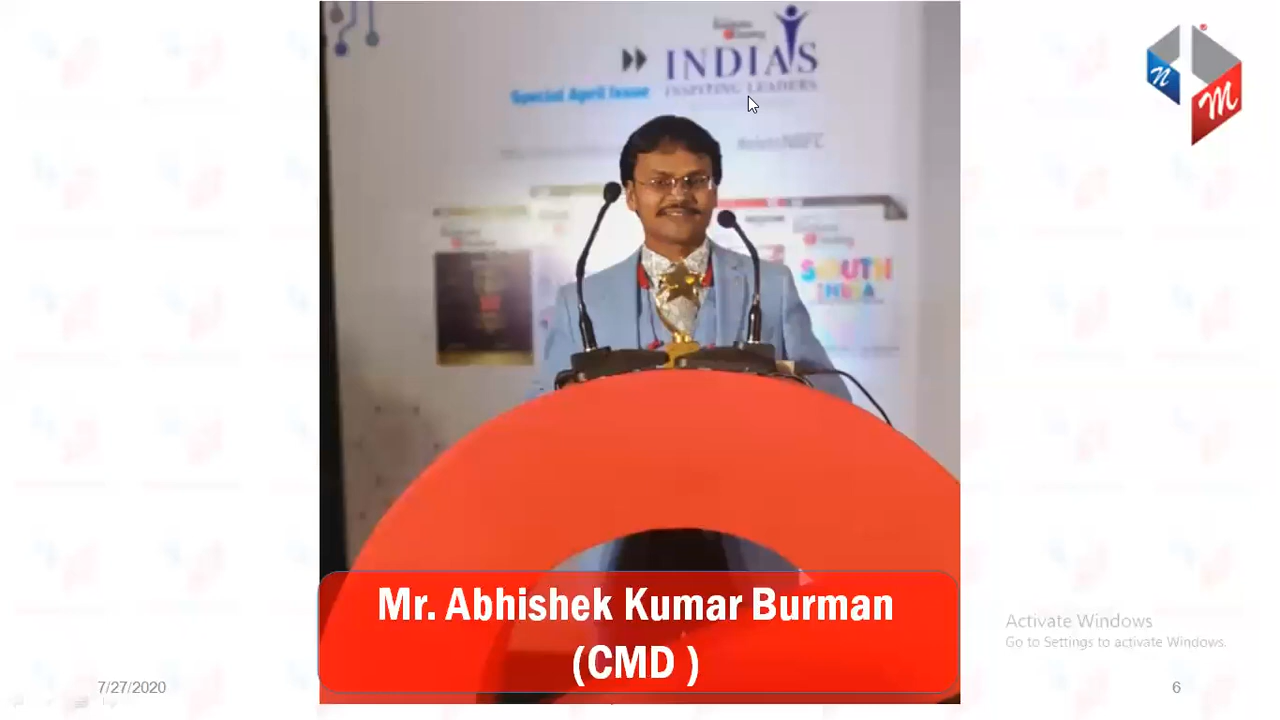 INDIA'S
INSPIRING LEADERS
Special April Issue
n
m
SOUTH
INDIA
Mr. Abhishek Kumar Burman
(CMD )
Activate Windows
Go to Settings to activate Windows.
7/27/2020
6